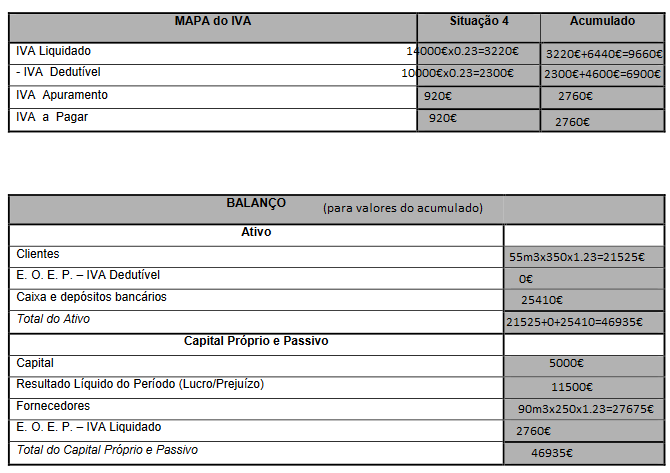 MAPA do IVA Situação 4 Acumulado
IVA Liquidado 14000€x0.23=3220€ 3220€+6440€=9660€
- IVA Dedutível 10000€x0.23=2300€ 2300€+4600€=6900€
IVA Apuramento 920€ 2760€
IVA a Pagar 920€ 2760€
BALANÇO (para valores do acumulado)
Ativo
Clientes 55m3x350x1.23=21525€
E. O. E. P. – IVA Dedutível 0€
Caixa e depósitos bancários 25410€
Total do Ativo 21525+0+25410=46935€
Capital Próprio e Passivo
Capital 5000€
Resultado Líquido do Período (Lucro/Prejuízo) 11500€
Fornecedores 90m3x250x1.23=27675€
E. O. E. P. – IVA Liquidado 2760€
Total do Capital Próprio e Passivo 46935€